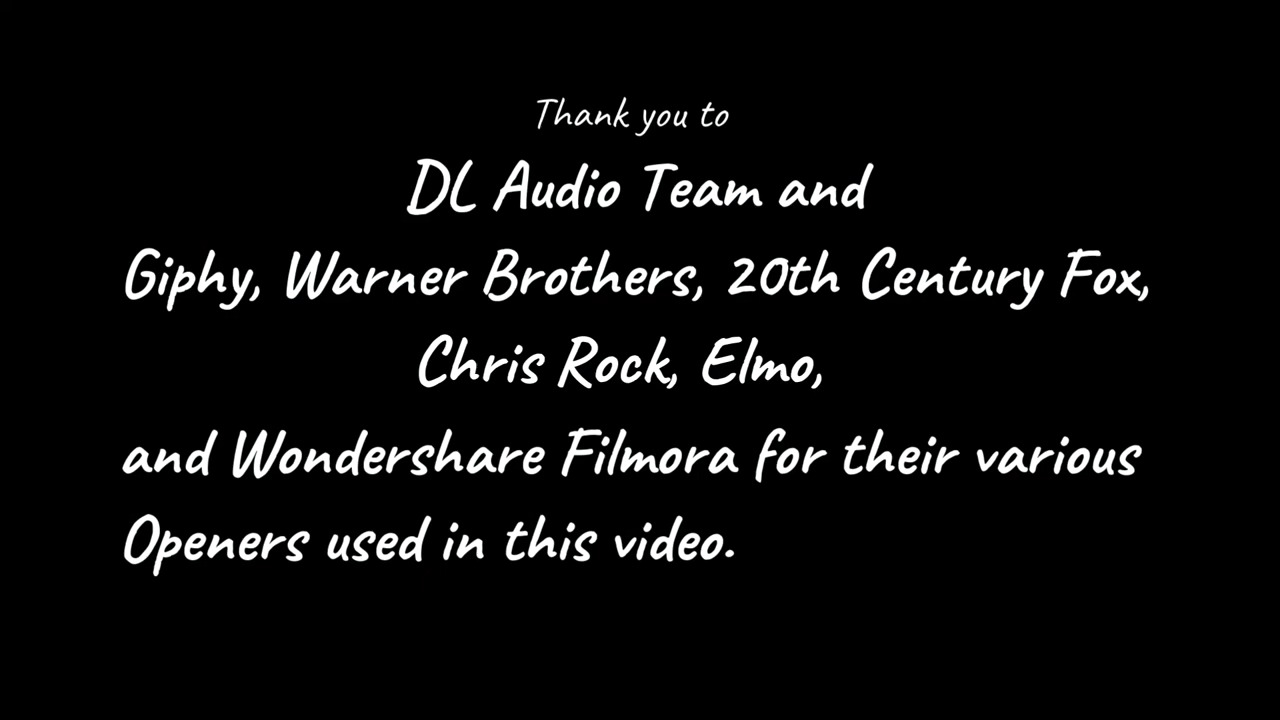 Thank you to
DL Audio Team and
Giphy, Warner Brothers, 20th Century Fox,
Chris Rock, Elmo,
and Wondershare Filmora for their various
Openers used in this video.